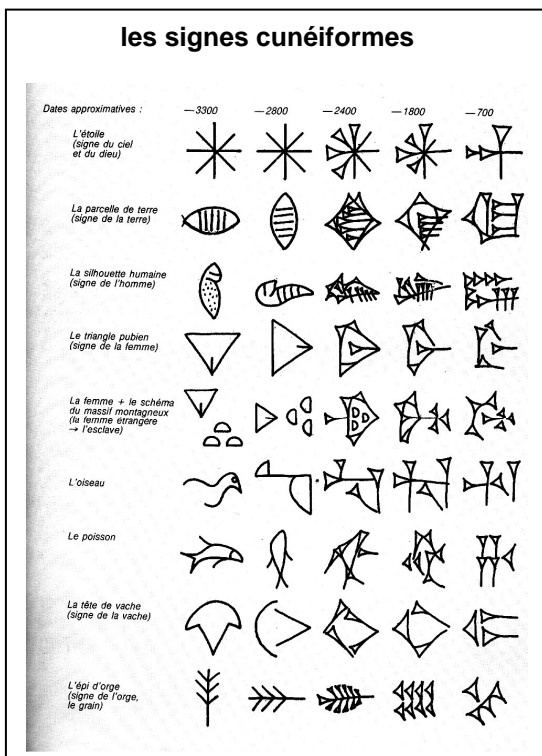 les signes cunéiformes
Dates approximatives : —3300 —2800 —2400 —1800 —700
L'étoile
(signe du ciel
et du dieu)
La parcelle de terre
(signe de la terre)
La silhouette humaine
(signe de l'homme)
Le triangle pubien
(signe de la femme)
La femme + le schéma
du massif montagneux
(la femme étrangère
→ l'esclave)
L'oiseau
Le poisson
La tête de vache
(signe de la vache)
L'épi d'orge
(signe de l'orge,
le grain)